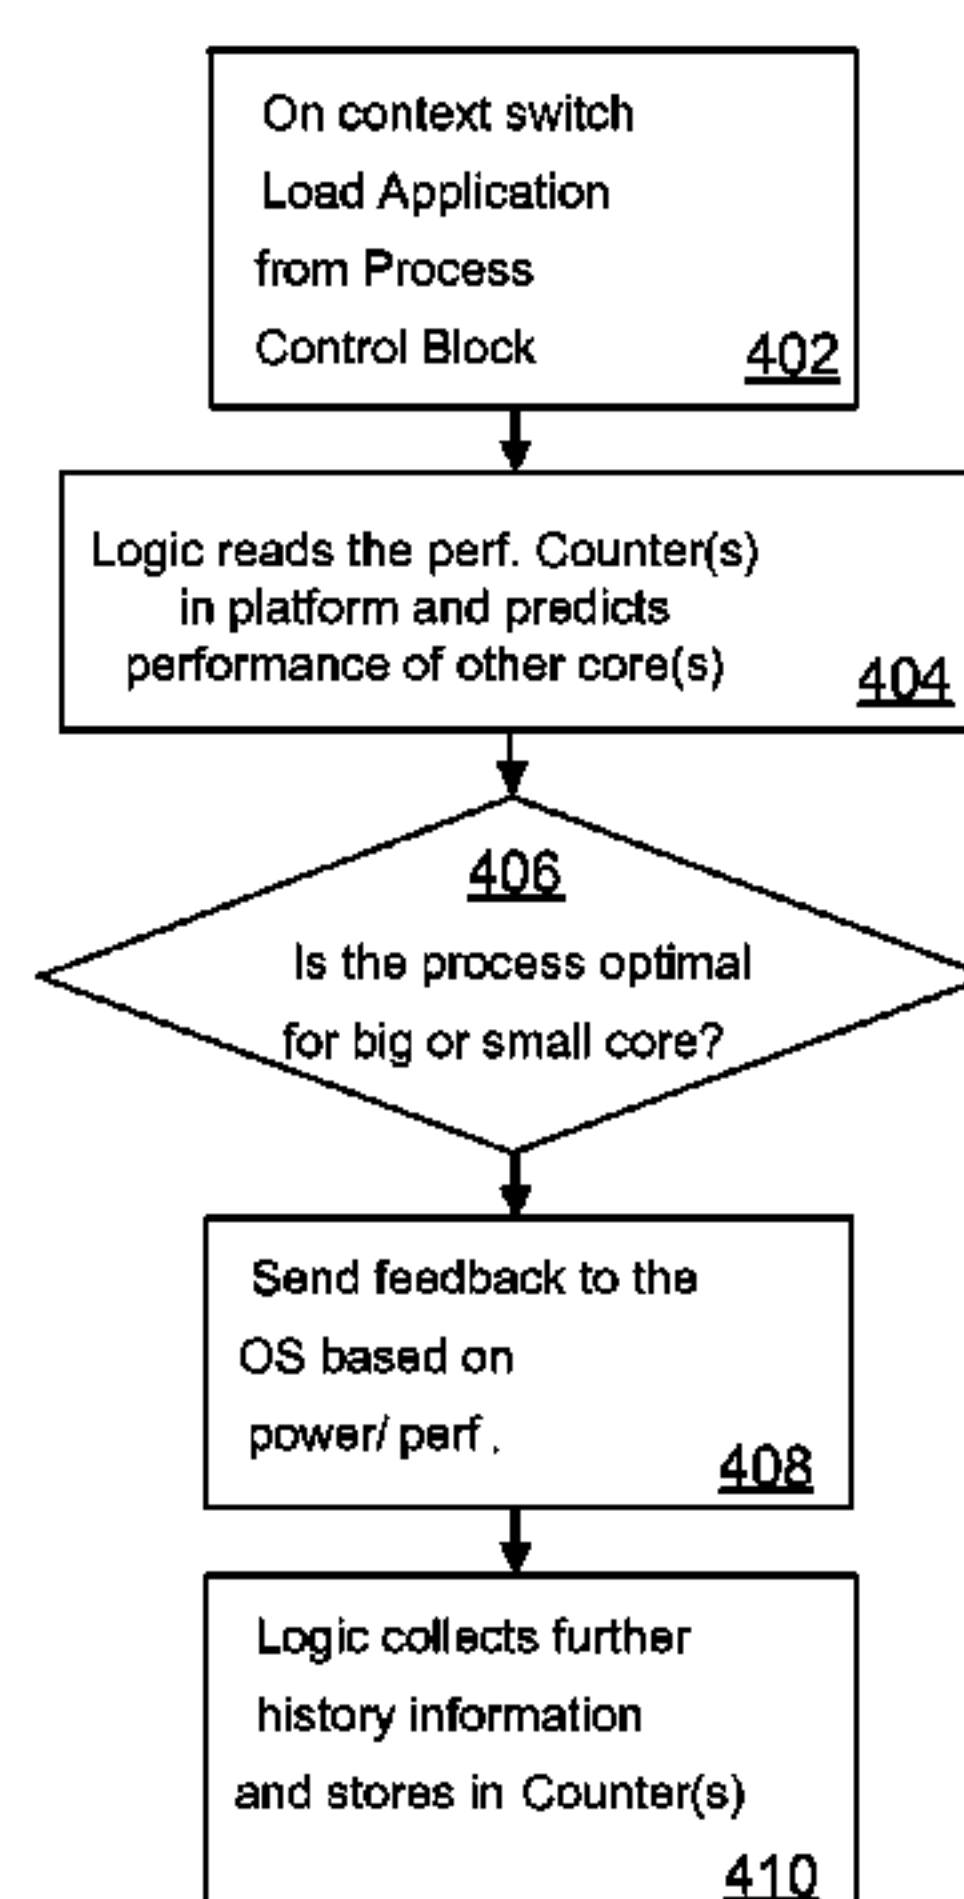 On context switch
Load Application
from Process
Control Block
402
Logic reads the perf. Counter(s)
in platform and predicts
performance of other core(s)
404
406
Is the process optimal
for big or small core?
Send feedback to the
OS based on
power/ perf .
408
Logic collects further
history information
and stores in Counter(s)
410